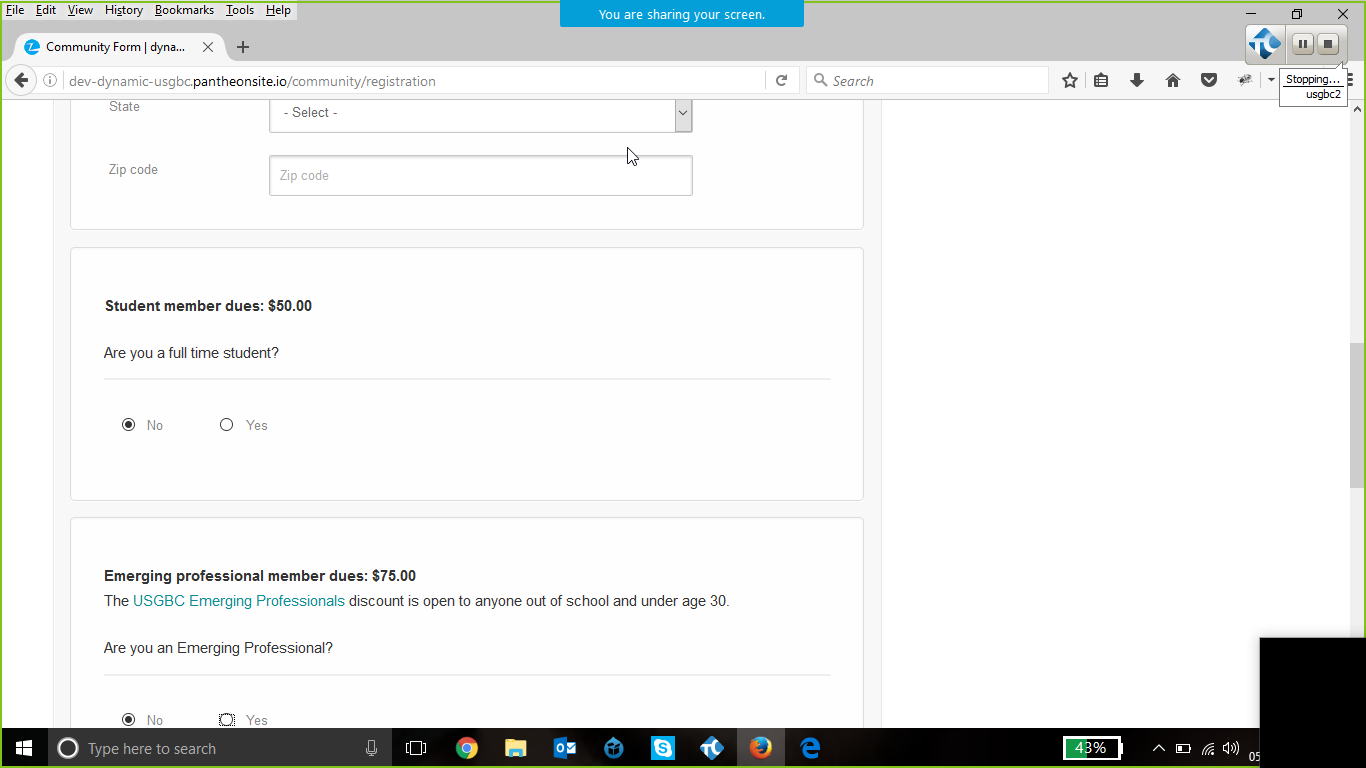 File Edit View History Bookmarks Tools Help
You are sharing your screen.
Community Form | dyna...
dev-dynamic-usgbc.pantheonsite.io/community/registration
Search
Stopping...
usgbc2
State
- Select -
Zip code
Zip code
Student member dues: $50.00
Are you a full time student?
No
Yes
Emerging professional member dues: $75.00
The USGBC Emerging Professionals discount is open to anyone out of school and under age 30.
Are you an Emerging Professional?
No
Yes
Type here to search
43%
05